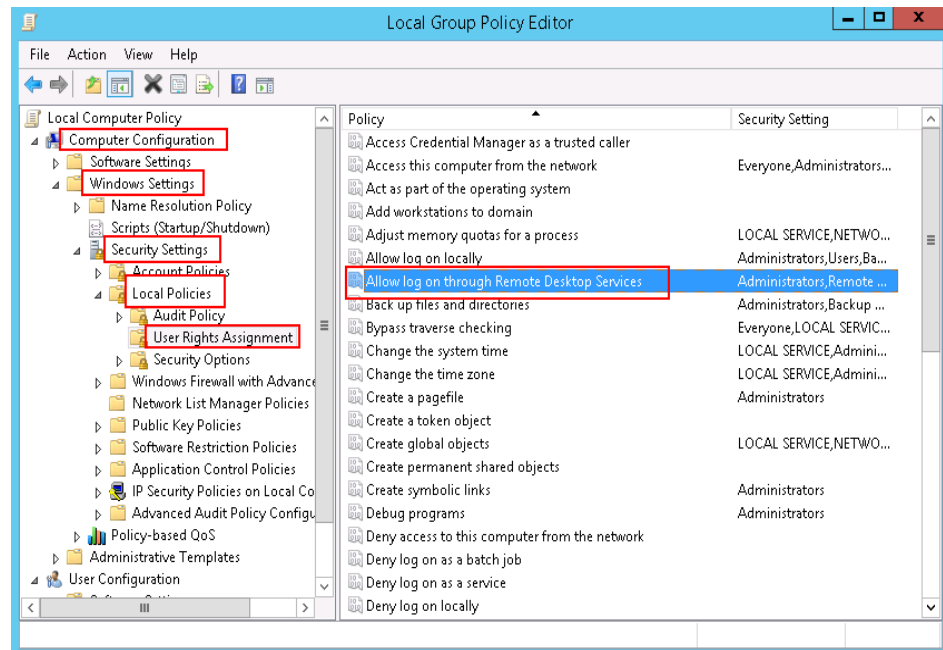 Local Group Policy Editor
File Action View Help
Local Computer Policy
Computer Configuration
Software Settings
Windows Settings
Name Resolution Policy
Scripts (Startup/Shutdown)
Security Settings
Account Policies
Local Policies
Audit Policy
User Rights Assignment
Security Options
Windows Firewall with Advance
Network List Manager Policies
Public Key Policies
Software Restriction Policies
Application Control Policies
IP Security Policies on Local Co
Advanced Audit Policy Configu
Policy-based QoS
Administrative Templates
User Configuration
Policy Security Setting
Access Credential Manager as a trusted caller
Access this computer from the network Everyone,Administrators...
Act as part of the operating system
Add workstations to domain
Adjust memory quotas for a process LOCAL SERVICE,NETWO...
Allow log on locally Administrators,Users,Ba...
Allow log on through Remote Desktop Services Administrators,Remote ...
Back up files and directories Administrators,Backup ...
Bypass traverse checking Everyone,LOCAL SERVIC...
Change the system time LOCAL SERVICE,Admini...
Change the time zone LOCAL SERVICE,Admini...
Create a pagefile Administrators
Create a token object
Create global objects LOCAL SERVICE,NETWO...
Create permanent shared objects
Create symbolic links Administrators
Debug programs Administrators
Deny access to this computer from the network
Deny log on as a batch job
Deny log on as a service
Deny log on locally